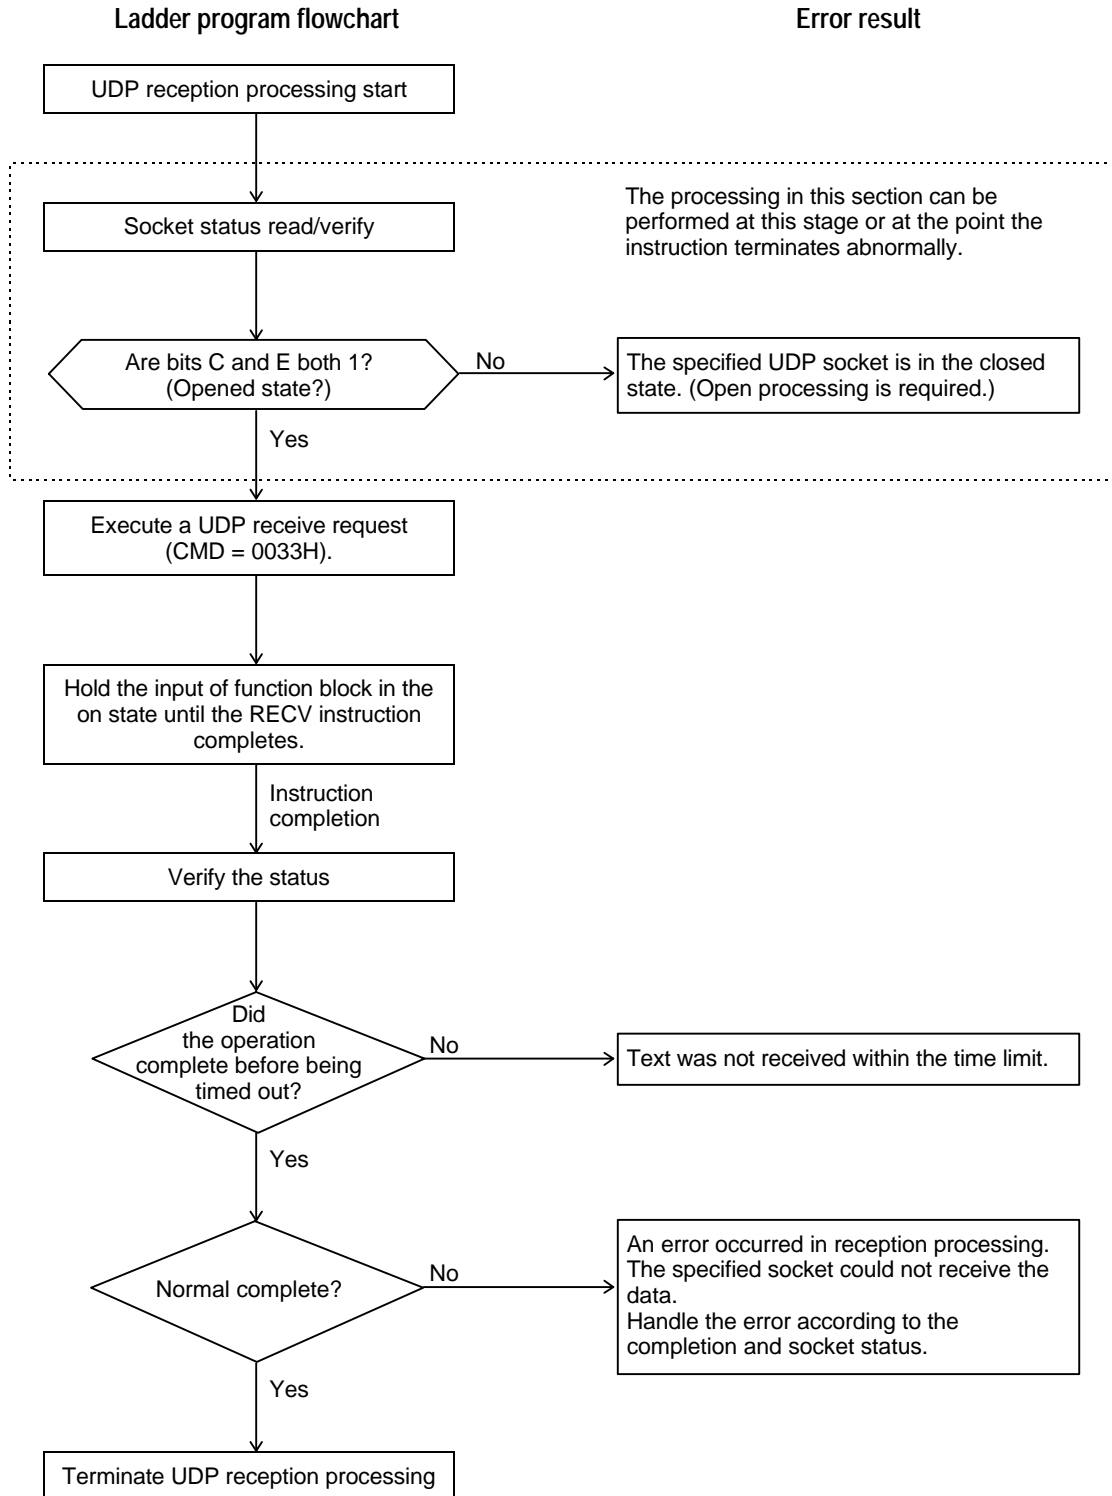 Ladder program flowchart
Error result
UDP reception processing start
The processing in this section can be
performed at this stage or at the point the
instruction terminates abnormally.
Socket status read/verify
Are bits C and E both 1?
(Opened state?)
No
The specified UDP socket is in the closed
state. (Open processing is required.)
Yes
Execute a UDP receive request
(CMD = 0033H).
Hold the input of function block in the
on state until the RECV instruction
completes.
Instruction
completion
Verify the status
Did
the operation
complete before being
timed out?
No
Text was not received within the time limit.
Yes
Normal complete?
No
An error occurred in reception processing.
The specified socket could not receive the
data.
Handle the error according to the
completion and socket status.
Yes
Terminate UDP reception processing